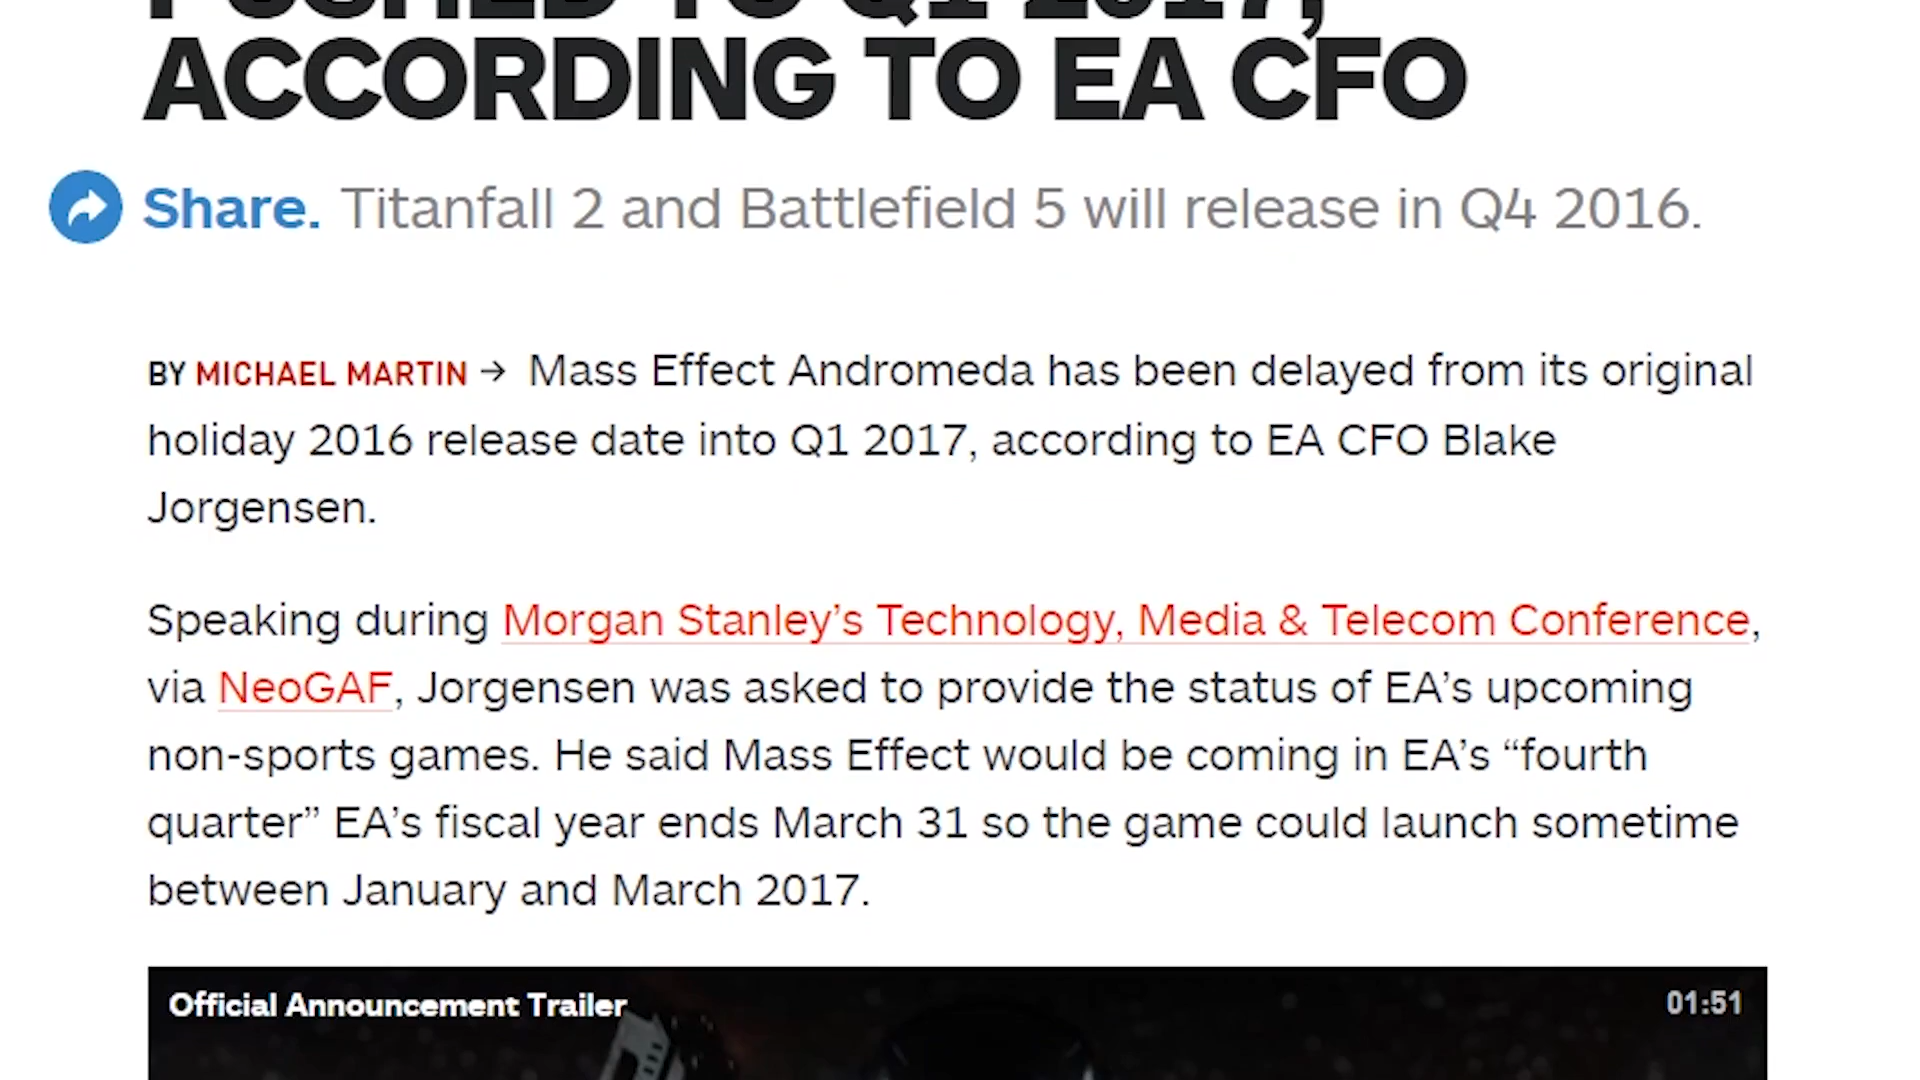 PUSHED TO Q1 2017,
ACCORDING TO EA CFO
Share. Titanfall 2 and Battlefield 5 will release in Q4 2016.
BY MICHAEL MARTIN → Mass Effect Andromeda has been delayed from its original
holiday 2016 release date into Q1 2017, according to EA CFO Blake
Jorgensen.
Speaking during Morgan Stanley’s Technology, Media & Telecom Conference,
via NeoGAF, Jorgensen was asked to provide the status of EA’s upcoming
non-sports games. He said Mass Effect would be coming in EA’s “fourth
quarter” EA’s fiscal year ends March 31 so the game could launch sometime
between January and March 2017.
Official Announcement Trailer 01:51